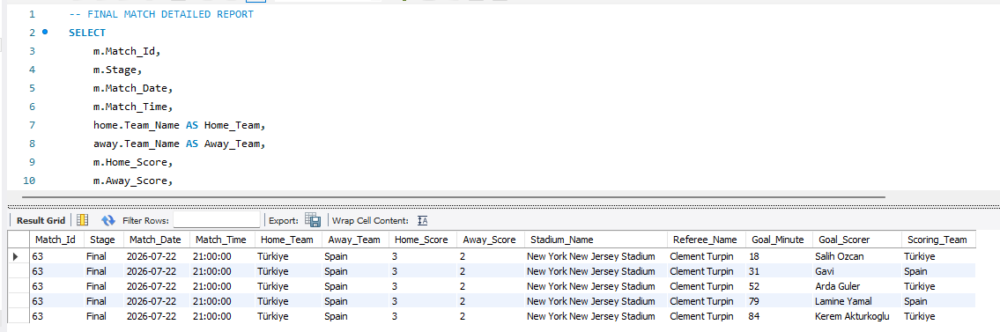 1 -- FINAL MATCH DETAILED REPORT
2 SELECT
3 m.Match_Id,
4 m.Stage,
5 m.Match_Date,
6 m.Match_Time,
7 home.Team_Name AS Home_Team,
8 away.Team_Name AS Away_Team,
9 m.Home_Score,
10 m.Away_Score,
Result Grid Filter Rows: Export: Wrap Cell Content:
Match_Id Stage Match_Date Match_Time Home_Team Away_Team Home_Score Away_Score Stadium_Name Referee_Name Goal_Minute Goal_Scorer Scoring_Team
63 Final 2026-07-22 21:00:00 Türkiye Spain 3 2 New York New Jersey Stadium Clement Turpin 18 Salih Ozcan Türkiye
63 Final 2026-07-22 21:00:00 Türkiye Spain 3 2 New York New Jersey Stadium Clement Turpin 31 Gavi Spain
63 Final 2026-07-22 21:00:00 Türkiye Spain 3 2 New York New Jersey Stadium Clement Turpin 52 Arda Guler Türkiye
63 Final 2026-07-22 21:00:00 Türkiye Spain 3 2 New York New Jersey Stadium Clement Turpin 79 Lamine Yamal Spain
63 Final 2026-07-22 21:00:00 Türkiye Spain 3 2 New York New Jersey Stadium Clement Turpin 84 Kerem Akturkoglu Türkiye